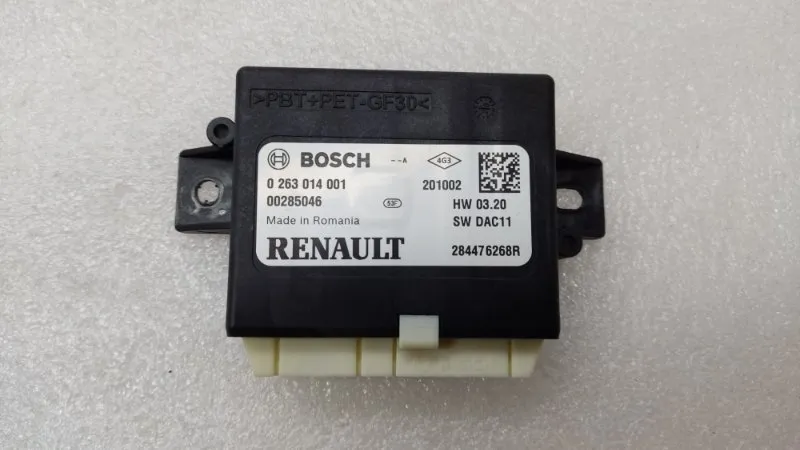 >PBT+PET-GF30<
BOSCH --A 4G3
0 263 014 001 201002
00285046 53F HW 03.20
Made in Romania SW DAC11
RENAULT 284476268R